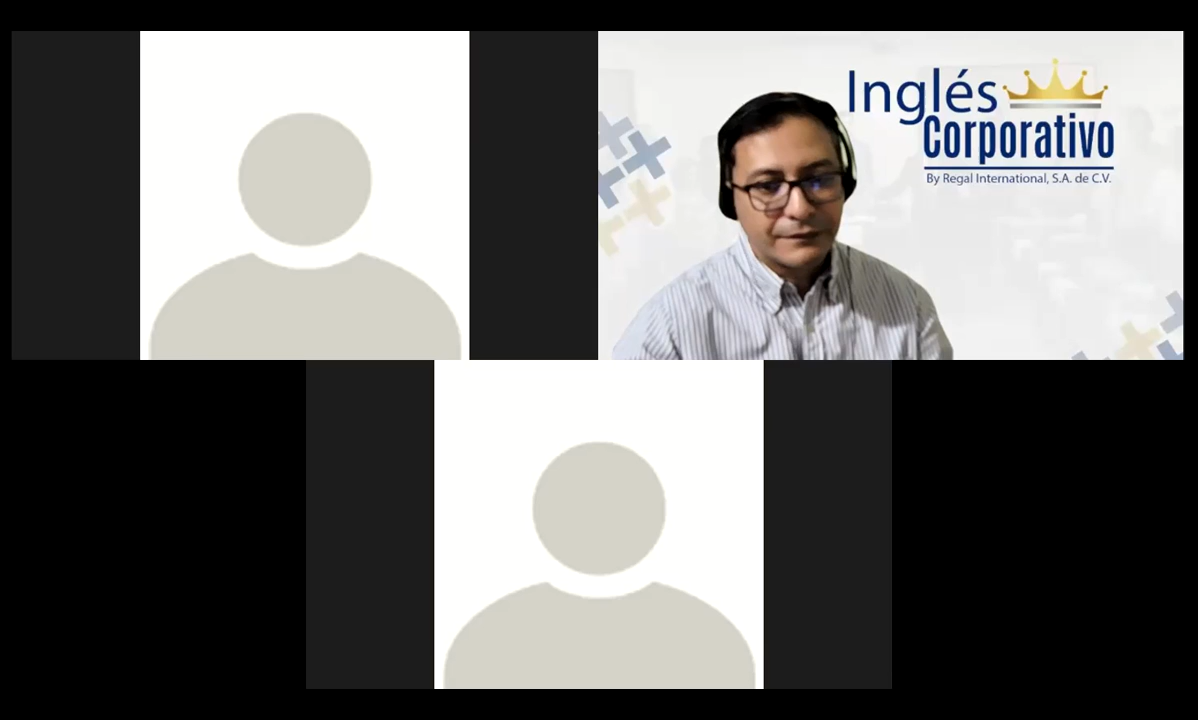 Inglés
Corporativo
By Regal International, S.A. de C.V.